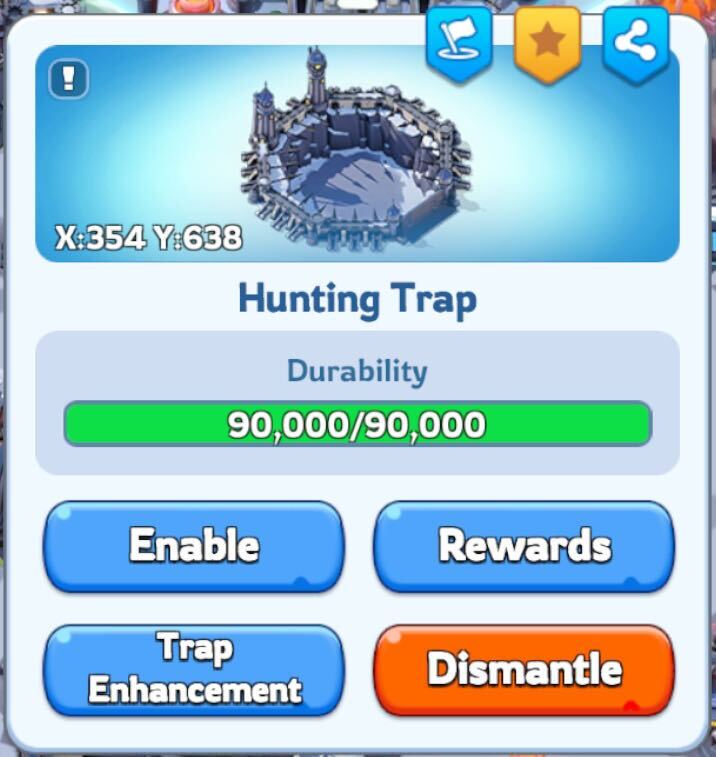 !
X:354 Y:638
Hunting Trap
Durability
90,000/90,000
Enable
Rewards
Trap
Enhancement
Dismantle